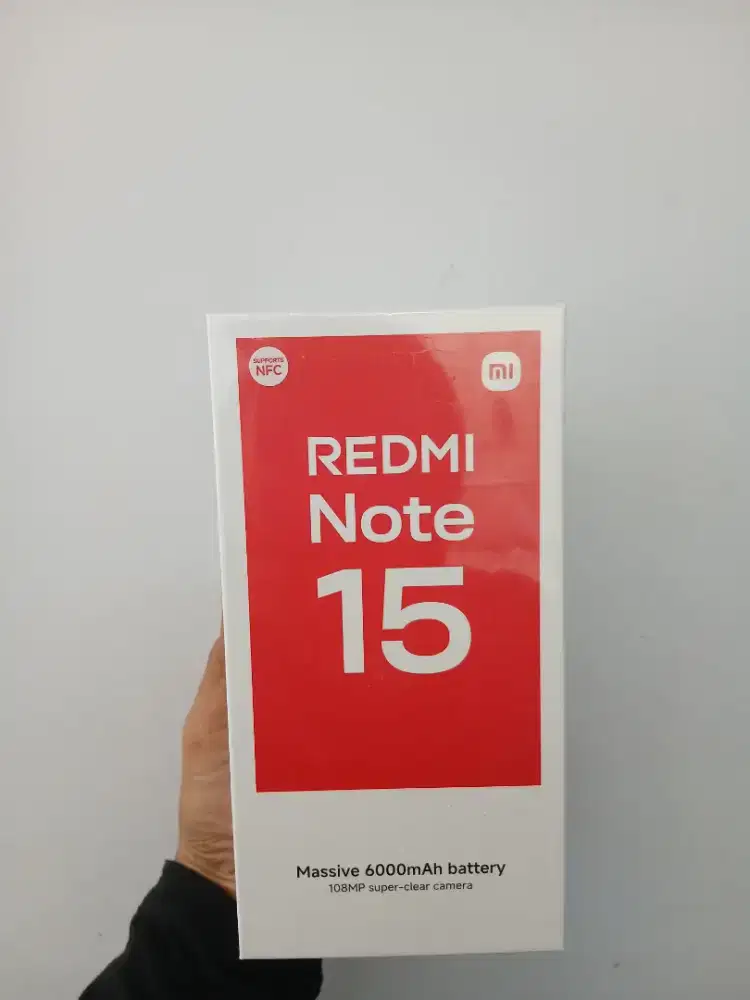 SUPPORTS
NFC
mi
REDMI
Note
15
Massive 6000mAh battery
108MP super-clear camera